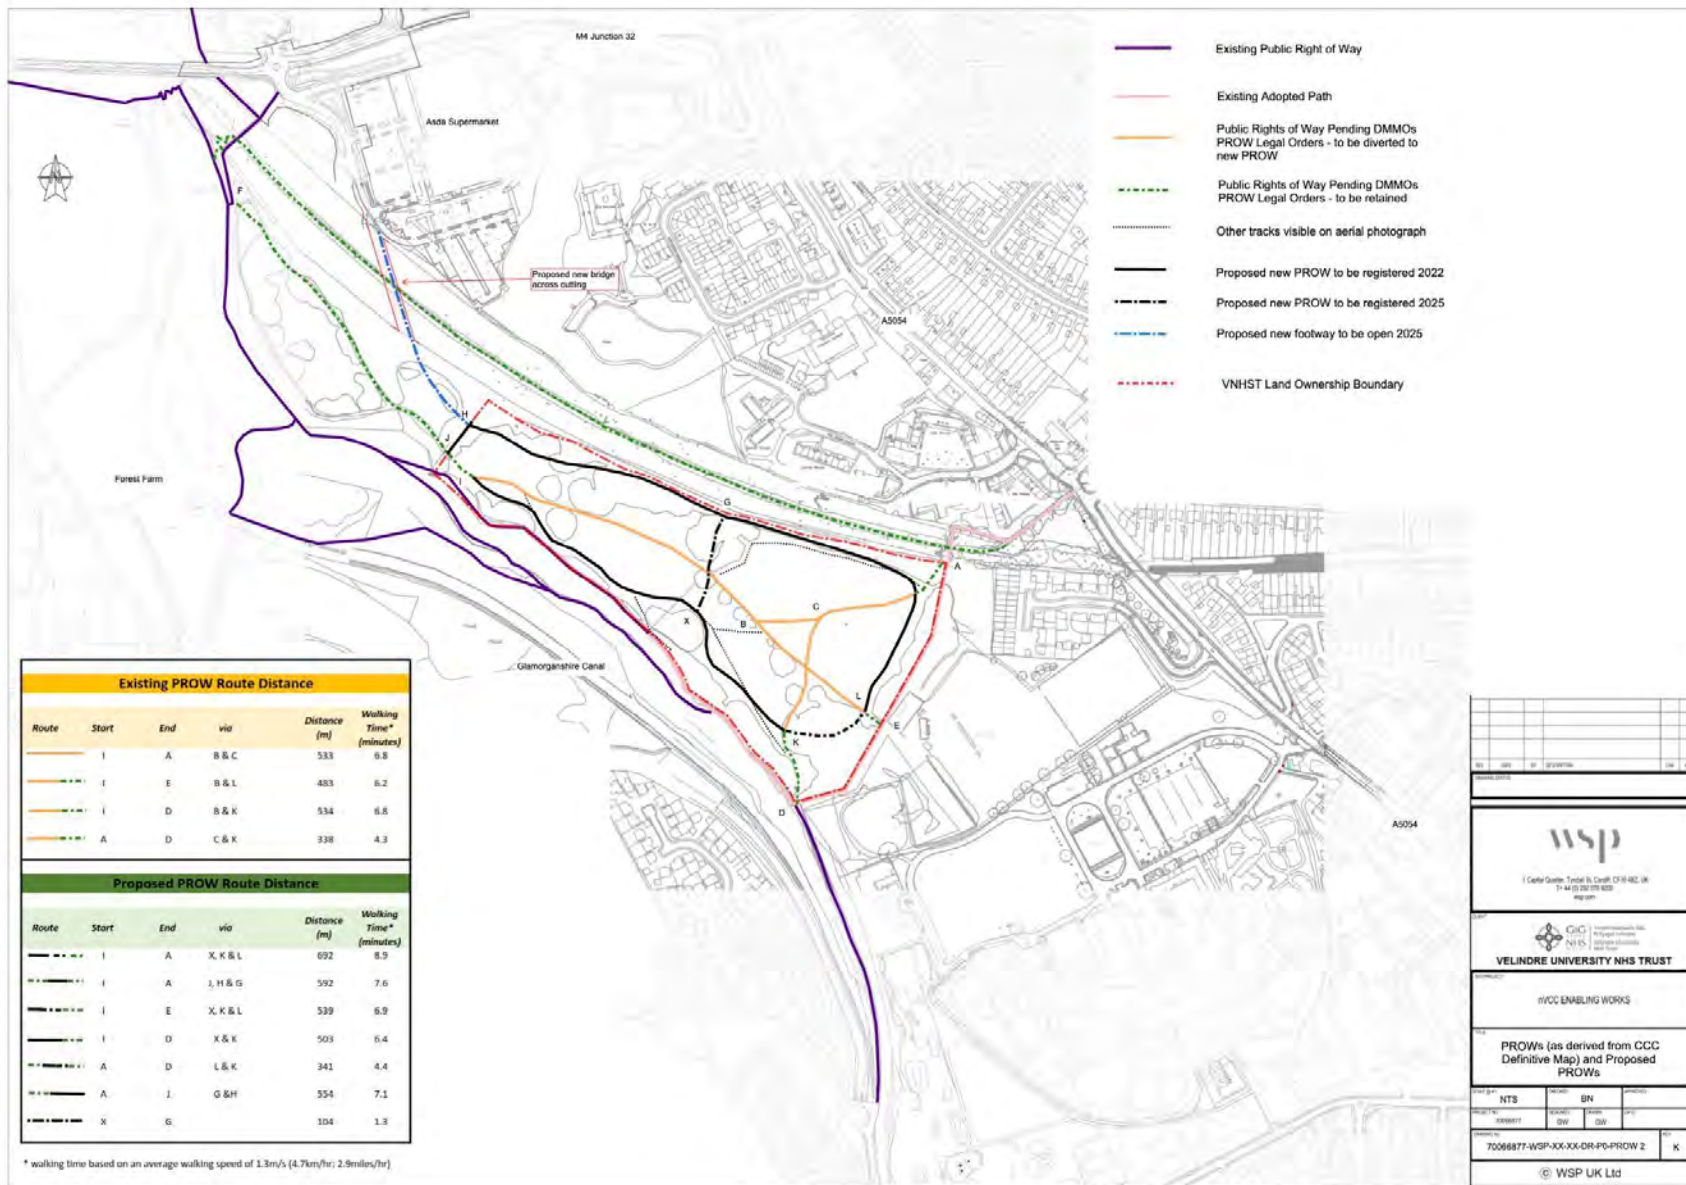 M4 Junction 32
Asda Supermarket
F
Proposed new bridge
across cutting
A5054
H
J
I
G
Forest Farm
A
C
B
X
L
E
K
D
Glamorganshire Canal
A5054
Existing Public Right of Way
Existing Adopted Path
Public Rights of Way Pending DMMOs
PROW Legal Orders - to be diverted to
new PROW
Public Rights of Way Pending DMMOs
PROW Legal Orders - to be retained
Other tracks visible on aerial photograph
Proposed new PROW to be registered 2022
Proposed new PROW to be registered 2025
Proposed new footway to be open 2025
VNHST Land Ownership Boundary
Existing PROW Route Distance
Route Start End via Distance (m) Walking Time* (minutes)
I A B & C 533 6.8
I E B & L 483 6.2
I D B & K 534 6.8
A D C & K 338 4.3
Proposed PROW Route Distance
Route Start End via Distance (m) Walking Time* (minutes)
I A X, K & L 692 8.9
I A J, H & G 592 7.6
I E X, K & L 539 6.9
I D X & K 503 6.4
A D L & K 341 4.4
A J G &H 554 7.1
X G 104 1.3
* walking time based on an average walking speed of 1.3m/s (4.7km/hr; 2.9miles/hr)
wsp
GIG
NHS
VELINDRE UNIVERSITY NHS TRUST
nVCC ENABLING WORKS
PROWs (as derived from CCC
Definitive Map) and Proposed
PROWs
NTS BN
70066877 GW GW
70066877-WSP-XX-XX-DR-P0-PROW 2 K
© WSP UK Ltd